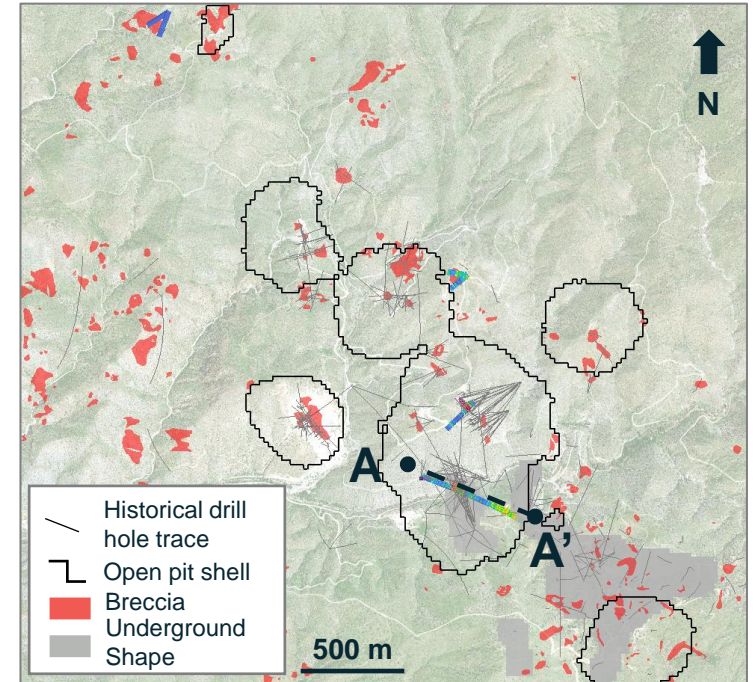 N
A
A’
Historical drill
hole trace
Open pit shell
Breccia
Underground
Shape
500 m